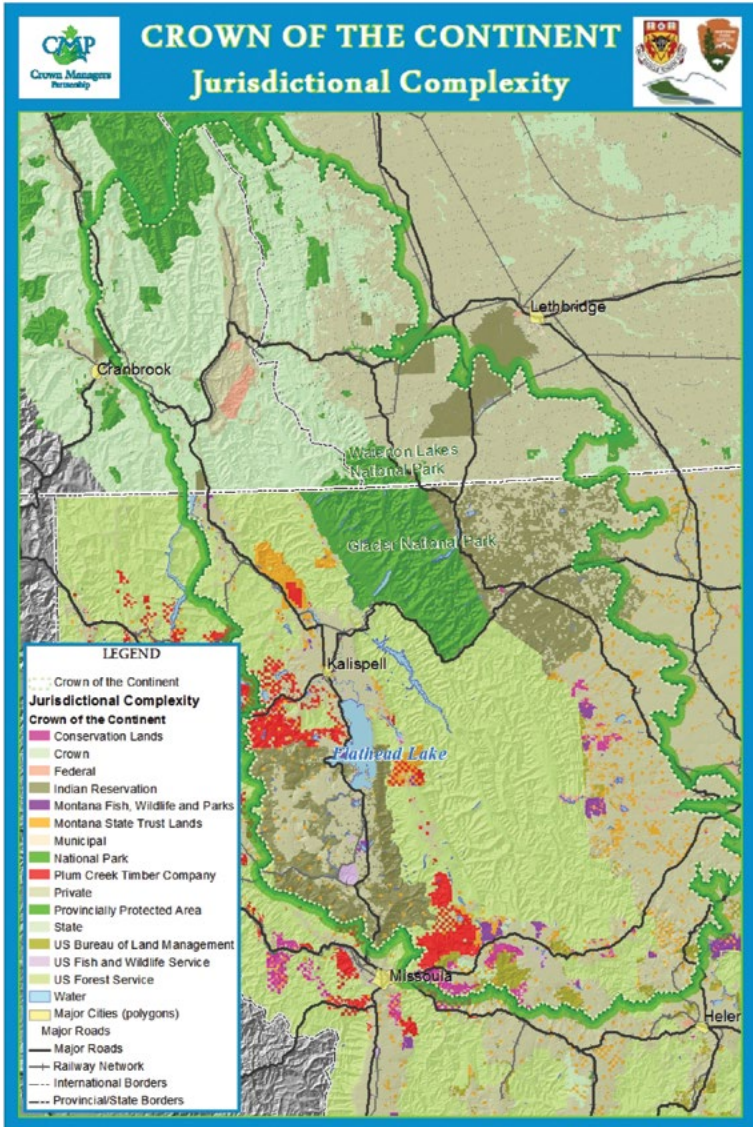 CMP
Crown Managers
Partnership
CROWN OF THE CONTINENT
Jurisdictional Complexity
Lethbridge
Cranbrook
Waterton Lakes
National Park
Glacier National Park
Kalispell
Flathead Lake
Missoula
Helen
LEGEND
Crown of the Continent
Jurisdictional Complexity
Crown of the Continent
Conservation Lands
Crown
Federal
Indian Reservation
Montana Fish, Wildlife and Parks
Montana State Trust Lands
Municipal
National Park
Plum Creek Timber Company
Private
Provincially Protected Area
State
US Bureau of Land Management
US Fish and Wildlife Service
US Forest Service
Water
Major Cities (polygons)
Major Roads
Major Roads
Railway Network
International Borders
Provincial/State Borders